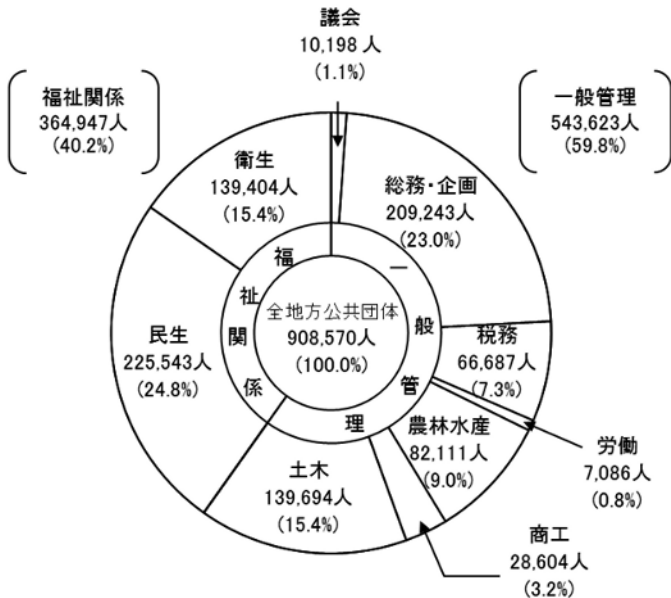 議会
10,198 人
(1.1%)
福祉関係
364,947人
(40.2%)
一般管理
543,623人
(59.8%)
衛生
139,404人
(15.4%)
総務・企画
209,243人
(23.0%)
福祉関係
一般管理
全地方公共団体
908,570人
(100.0%)
民生
225,543人
(24.8%)
税務
66,687人
(7.3%)
農林水産
82,111人
(9.0%)
労働
7,086人
(0.8%)
土木
139,694人
(15.4%)
商工
28,604人
(3.2%)